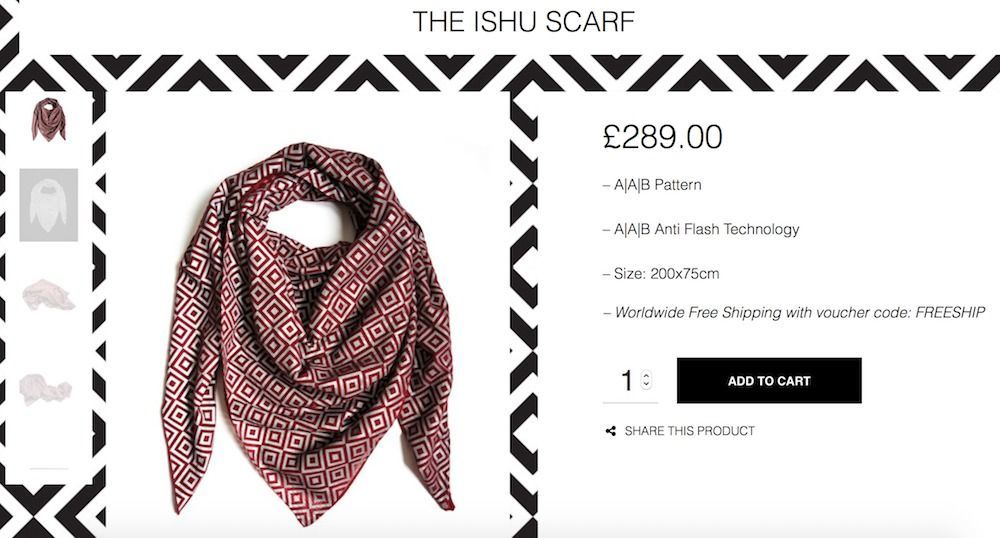 THE ISHU SCARF
£289.00
– A|A|B Pattern
– A|A|B Anti Flash Technology
– Size: 200x75cm
– Worldwide Free Shipping with voucher code: FREESHIP
1
ADD TO CART
SHARE THIS PRODUCT